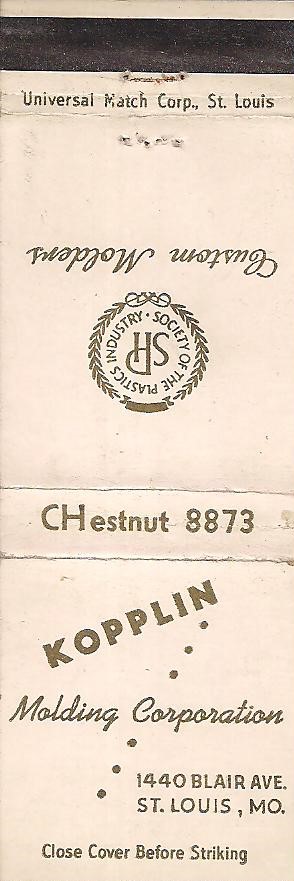 Universal Match Corp., St. Louis
Custom Molders
SOCIETY OF THE PLASTICS INDUSTRY •
SPI
CHestnut 8873
KOPPLIN
Molding Corporation
1440 BLAIR AVE.
ST. LOUIS, MO.
Close Cover Before Striking